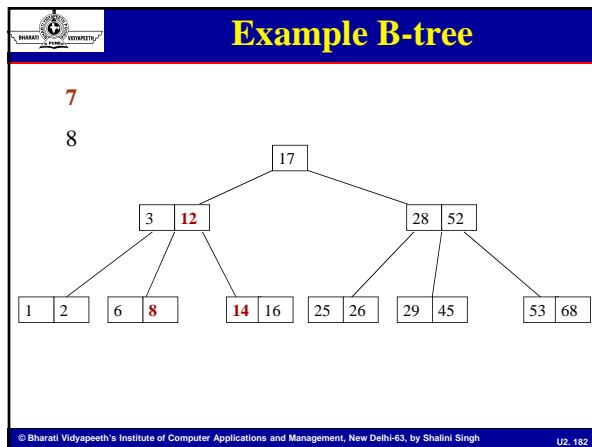 BHARATI VIDYAPEETH
PUNE
Example B-tree
7
8
17
3 12
28 52
1 2 6 8 14 16 25 26 29 45 53 68
© Bharati Vidyapeeth's Institute of Computer Applications and Management, New Delhi-63, by Shalini Singh
U2. 182